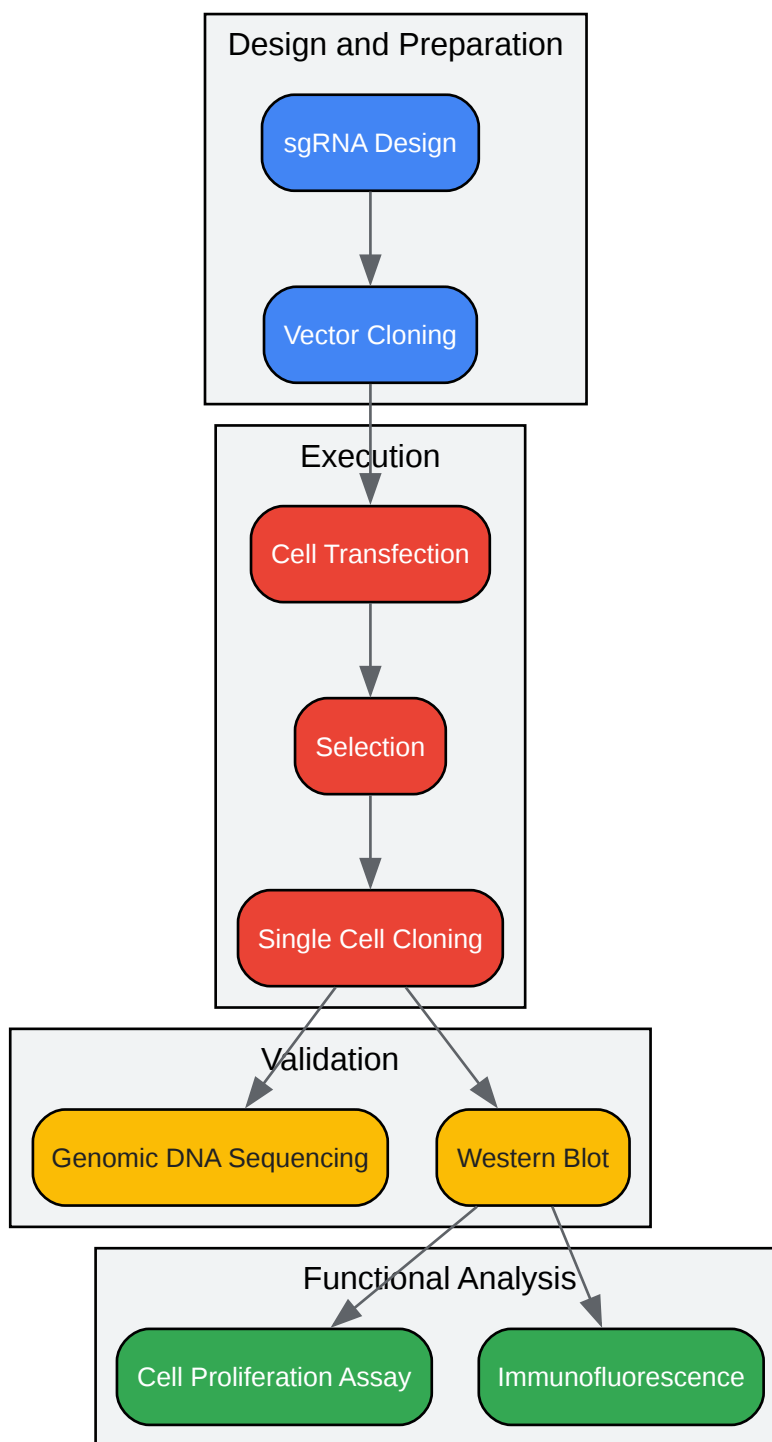 Design and Preparation
sgRNA Design
Vector Cloning
Execution
Cell Transfection
Selection
Single Cell Cloning
Validation
Genomic DNA Sequencing
Western Blot
Functional Analysis
Cell Proliferation Assay
Immunofluorescence